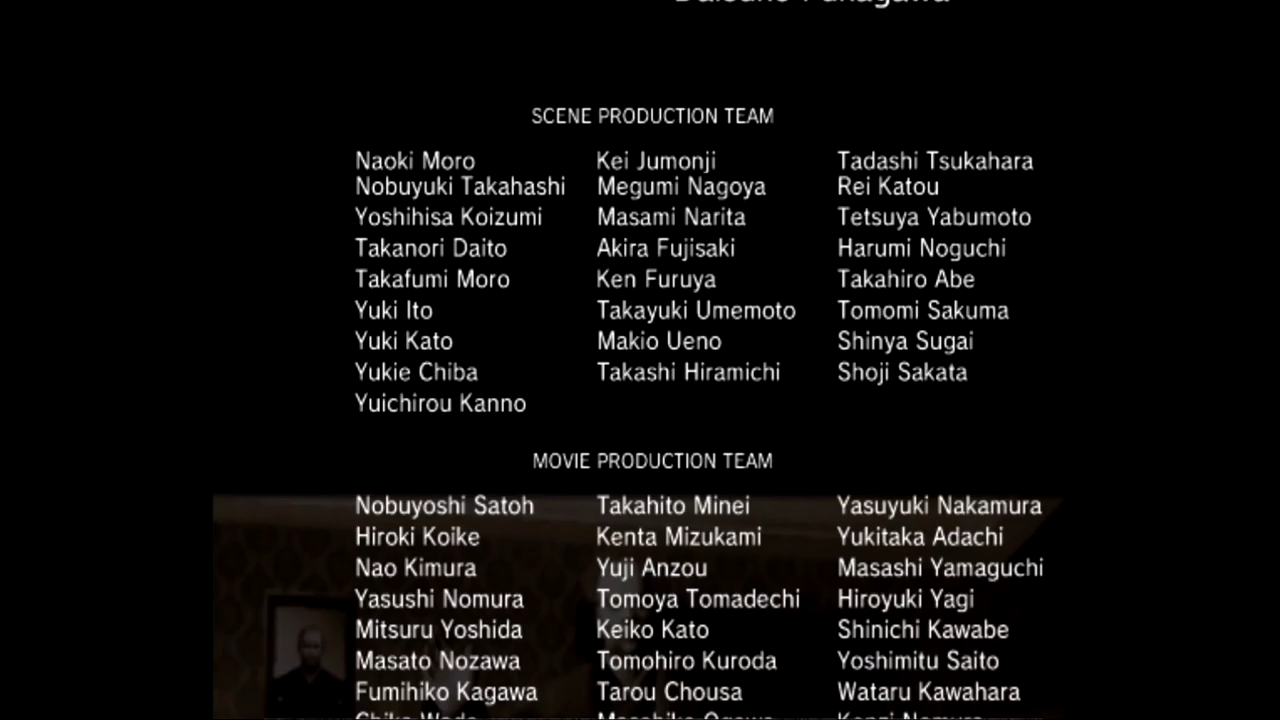 SCENE PRODUCTION TEAM
Naoki Moro Kei Jumonji Tadashi Tsukahara
Nobuyuki Takahashi Megumi Nagoya Rei Katou
Yoshihisa Koizumi Masami Narita Tetsuya Yabumoto
Takanori Daito Akira Fujisaki Harumi Noguchi
Takafumi Moro Ken Furuya Takahiro Abe
Yuki Ito Takayuki Umemoto Tomomi Sakuma
Yuki Kato Makio Ueno Shinya Sugai
Yukie Chiba Takashi Hiramichi Shoji Sakata
Yuichirou Kanno
MOVIE PRODUCTION TEAM
Nobuyoshi Satoh Takahito Minei Yasuyuki Nakamura
Hiroki Koike Kenta Mizukami Yukitaka Adachi
Nao Kimura Yuji Anzou Masashi Yamaguchi
Yasushi Nomura Tomoya Tomadechi Hiroyuki Yagi
Mitsuru Yoshida Keiko Kato Shinichi Kawabe
Masato Nozawa Tomohiro Kuroda Yoshimitu Saito
Fumihiko Kagawa Tarou Chousa Wataru Kawahara